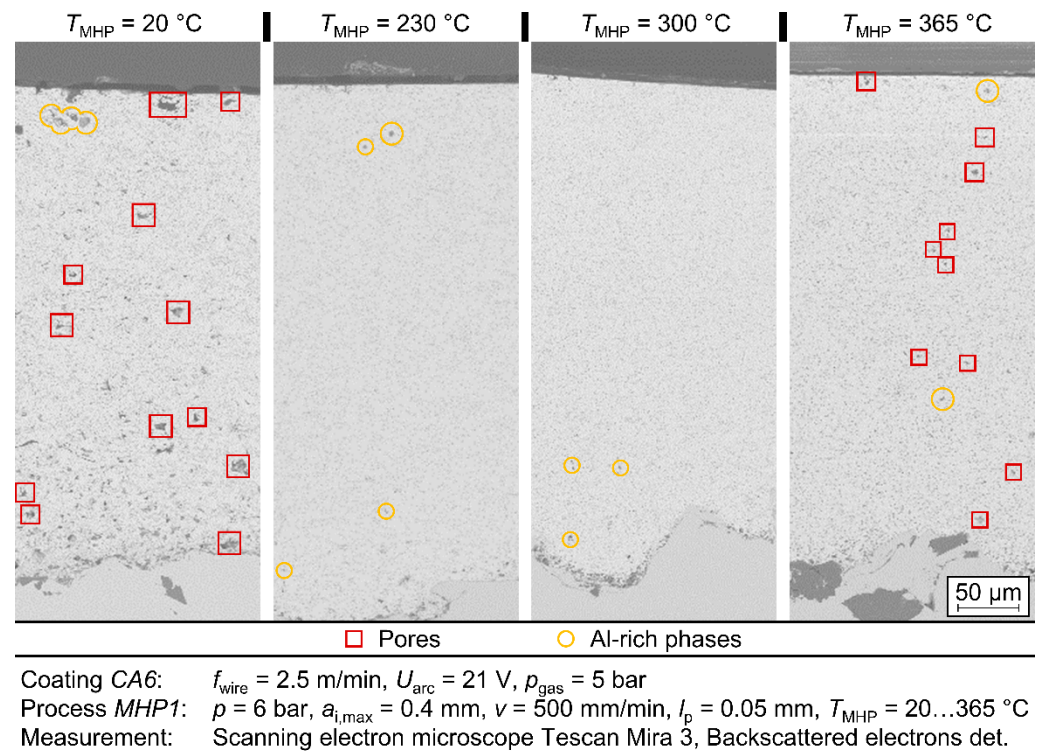 T_MHP = 20 °C T_MHP = 230 °C T_MHP = 300 °C T_MHP = 365 °C
50 µm
Pores Al-rich phases
Coating CA6: f_wire = 2.5 m/min, U_arc = 21 V, p_gas = 5 bar
Process MHP1: p = 6 bar, a_i,max = 0.4 mm, v = 500 mm/min, l_p = 0.05 mm, T_MHP = 20...365 °C
Measurement: Scanning electron microscope Tescan Mira 3, Backscattered electrons det.